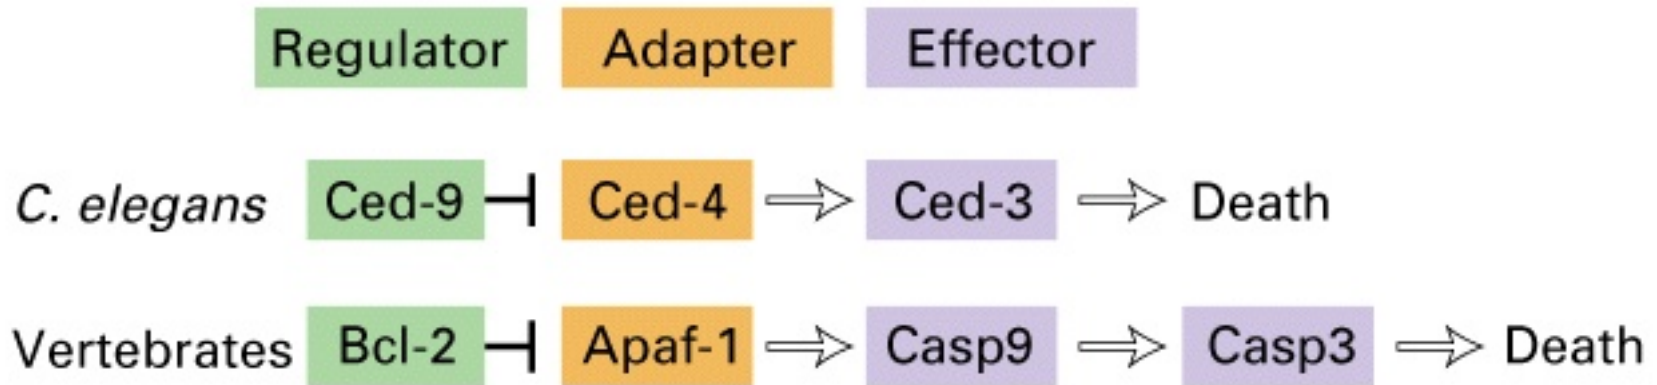 Regulator Adapter Effector
C. elegans Ced-9 Ced-4 Ced-3 Death
Vertebrates Bcl-2 Apaf-1 Casp9 Casp3 Death